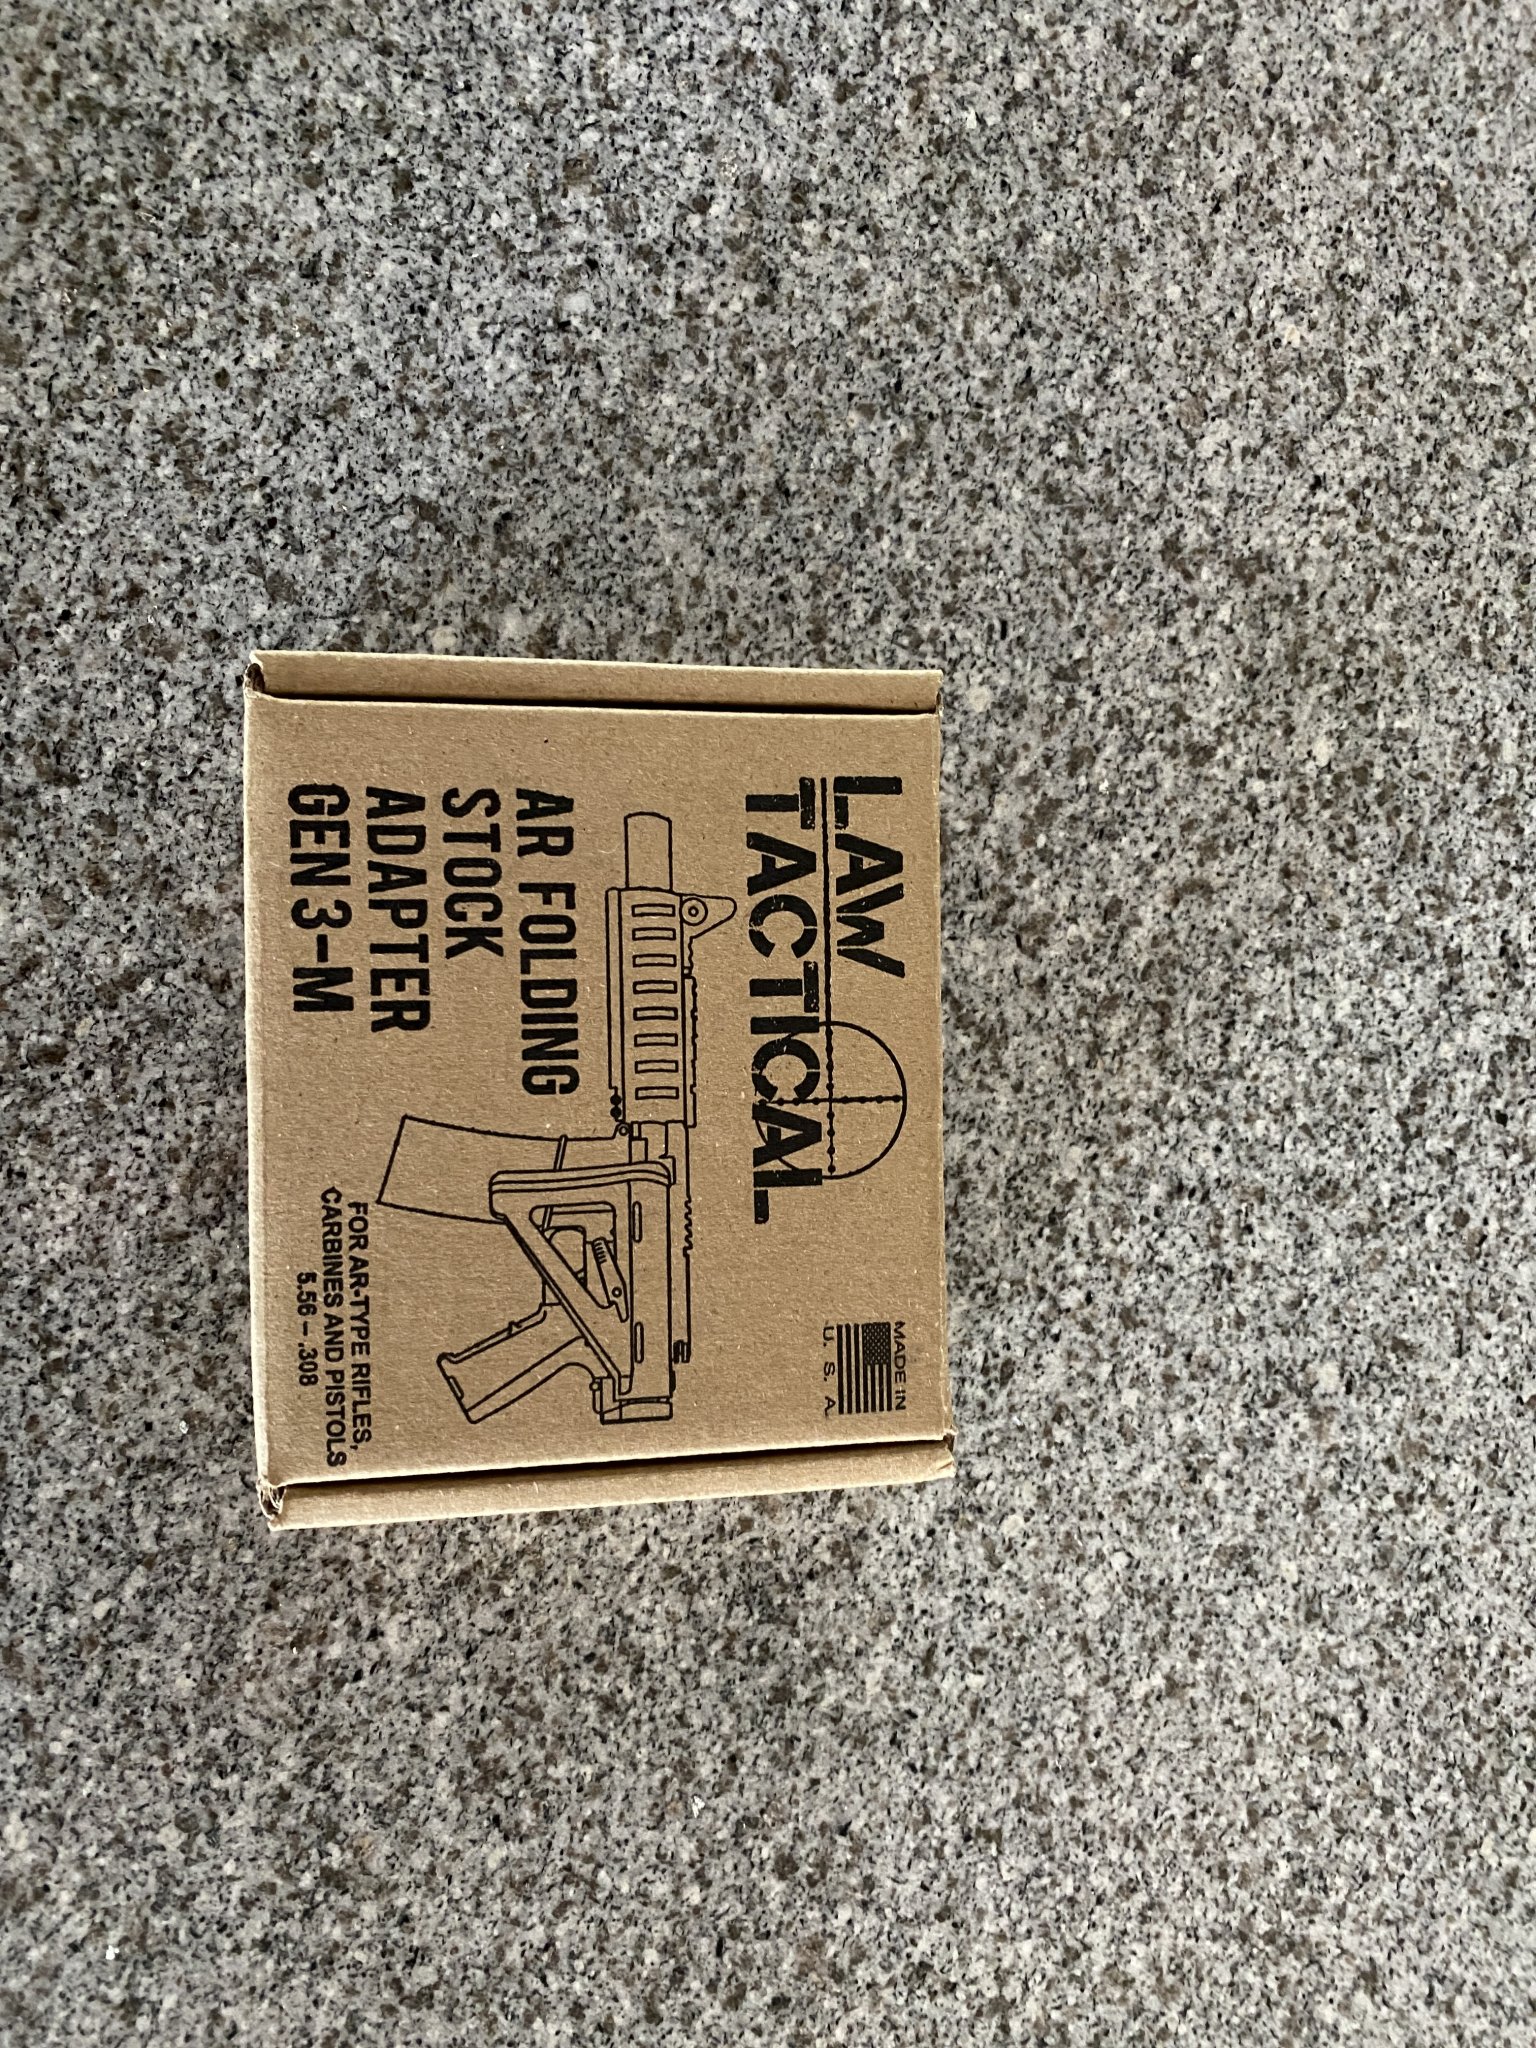 LAW
TACTICAL
MADE IN
U. S. A.
AR FOLDING
STOCK
ADAPTER
GEN 3-M
FOR AR-TYPE RIFLES,
CARBINES AND PISTOLS
5.56 - .308